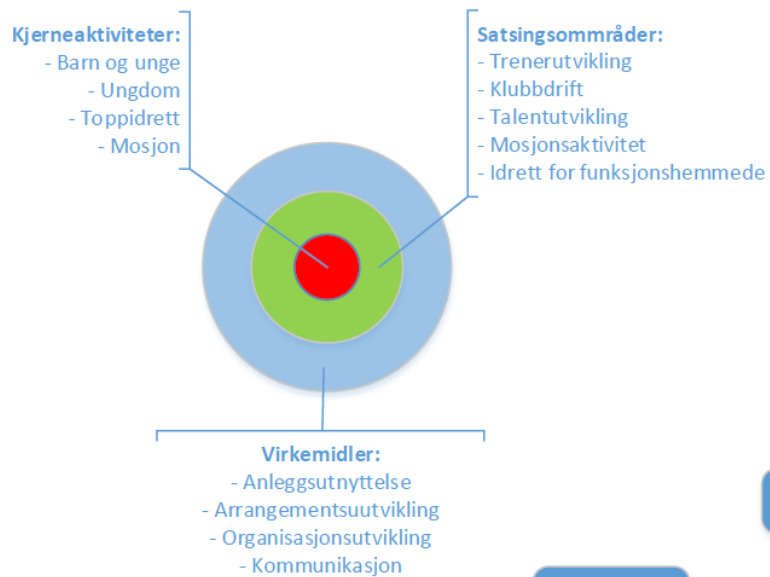 Kjerneaktiviteter:
- Barn og unge
- Ungdom
- Toppidrett
- Mosjon
Satsingsommråder:
- Trenerutvikling
- Klubbdrift
- Talentutvikling
- Mosjonsaktivitet
- Idrett for funksjonshemmede
Virkemidler:
- Anleggsutnyttelse
- Arrangementsuutvikling
- Organisasjonsutvikling
- Kommunikasjon